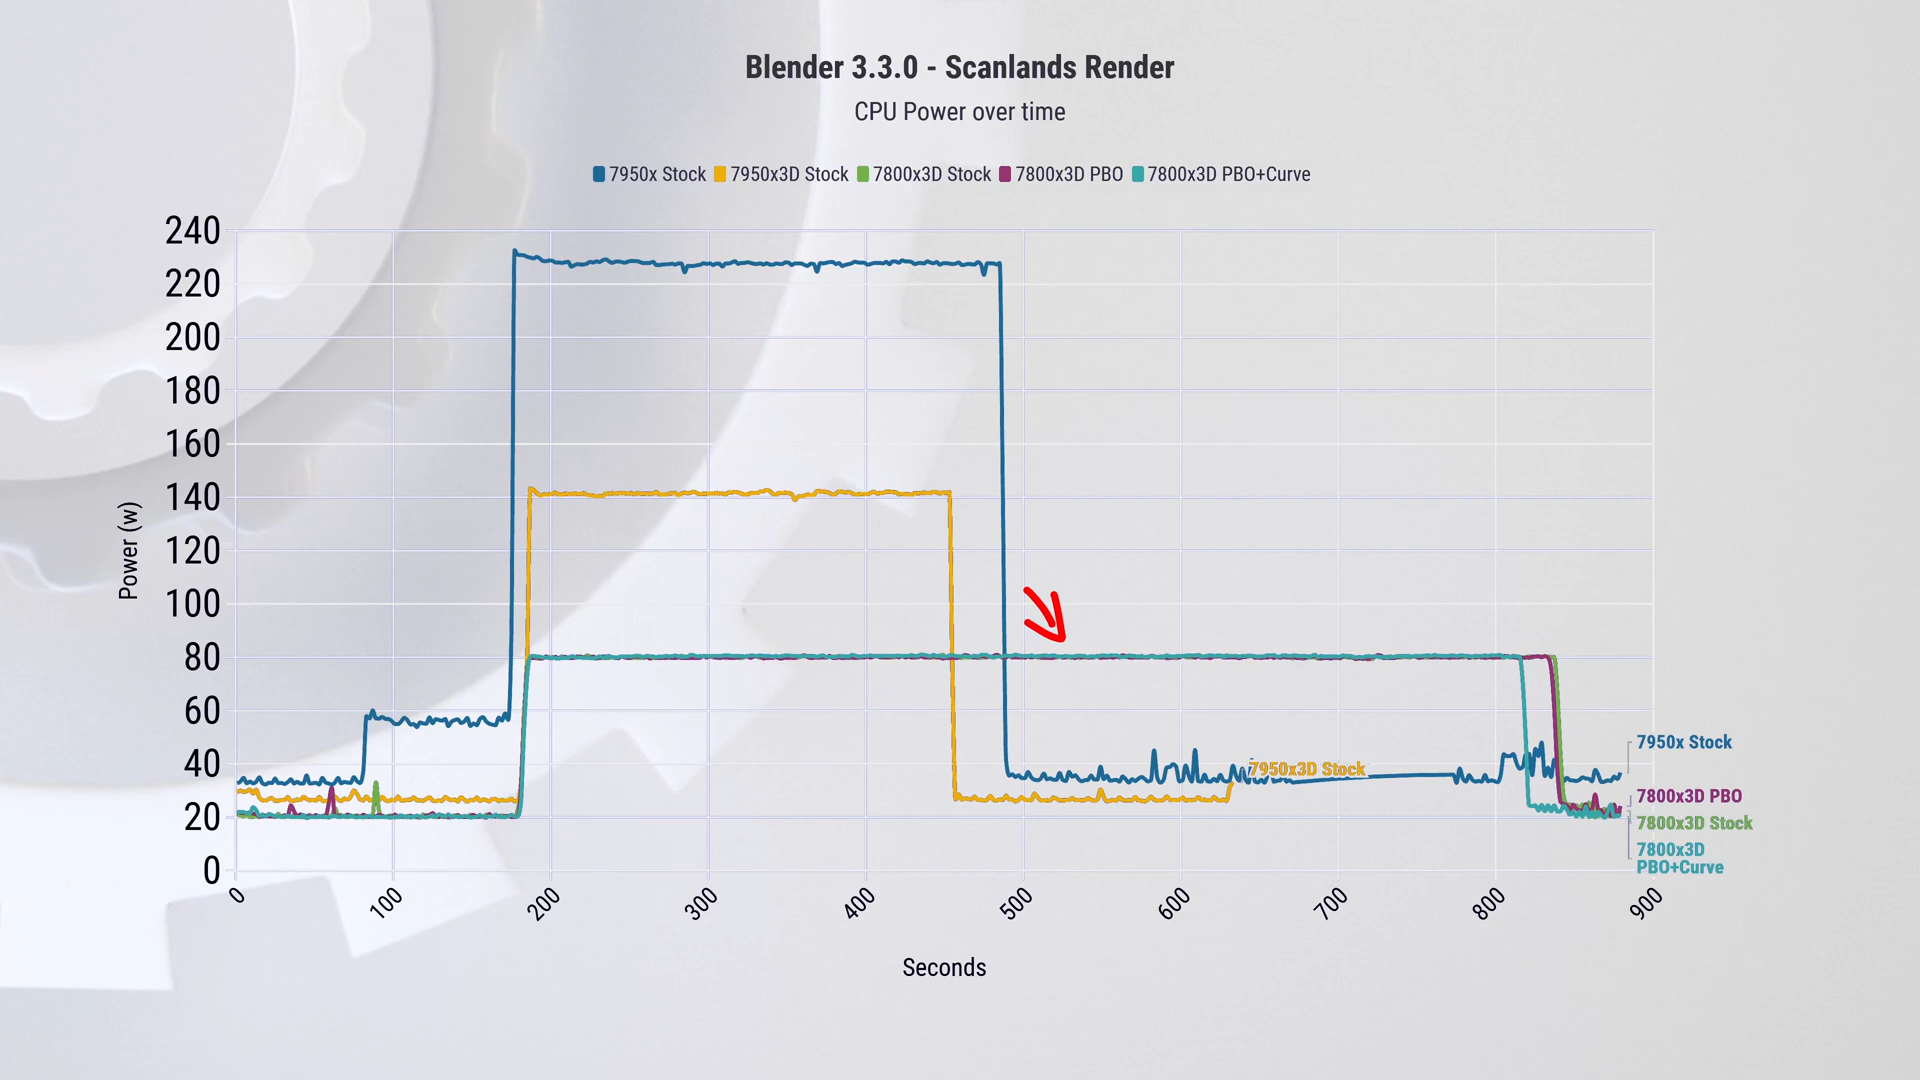 Blender 3.3.0 - Scanlands Render
CPU Power over time
7950x Stock 7950x3D Stock 7800x3D Stock 7800x3D PBO 7800x3D PBO+Curve
240
220
200
180
160
140
120
100
80
60
40
20
0
Power (w)
7950x3D Stock
7950x Stock
7800x3D PBO
7800x3D Stock
7800x3D
PBO+Curve
0 100 200 300 400 500 600 700 800 900
Seconds